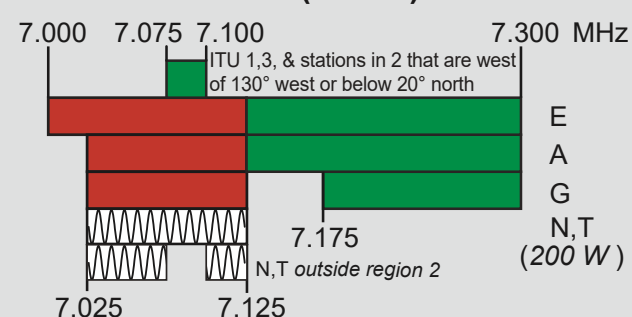 7.000 7.075 7.100 7.300 MHz
ITU 1,3, & stations in 2 that are west
of 130° west or below 20° north
E
A
G
N,T
7.175
(200 W)
N,T outside region 2
7.025 7.125